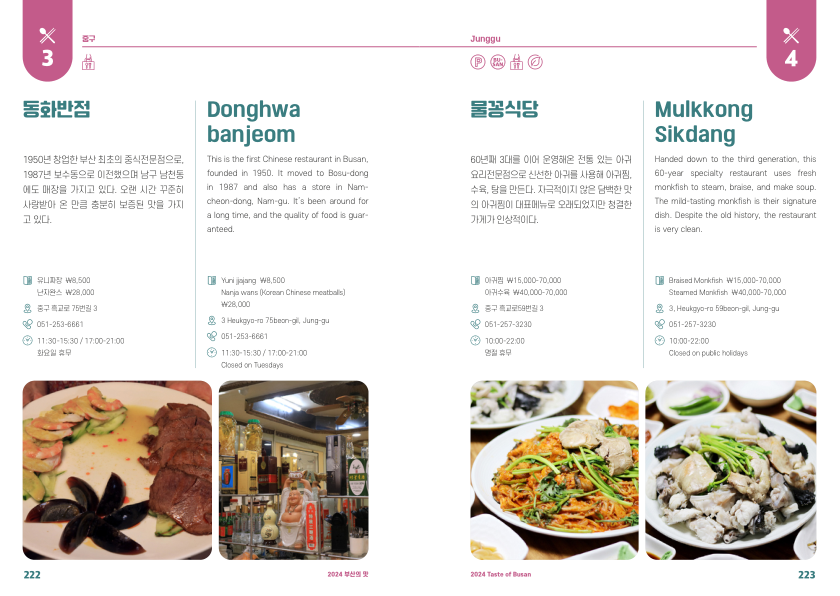 3
중구
동화반점
1950년 창업한 부산 최초의 중식전문점으로,
1987년 보수동으로 이전했으며 남구 남천동
에도 매장을 가지고 있다. 오랜 시간 꾸준히
사랑받아 온 만큼 충분히 보증된 맛을 가지
고 있다.
유니짜장 ₩8,500
난자완스 ₩28,000
중구 흑교로 75번길 3
051-253-6661
11:30-15:30 / 17:00-21:00
화요일 휴무
Donghwa
banjeom
This is the first Chinese restaurant in Busan,
founded in 1950. It moved to Bosu-dong
in 1987 and also has a store in Nam-
cheon-dong, Nam-gu. It's been around for
a long time, and the quality of food is guar-
anteed.
Yuni jjajang ₩8,500
Nanja wans (Korean Chinese meatballs)
₩28,000
3 Heukgyo-ro 75beon-gil, Jung-gu
051-253-6661
11:30-15:30 / 17:00-21:00
Closed on Tuesdays
222
2024 부산의 맛
Junggu
4
P
BU-
SAN
물꽁식당
60년째 3대를 이어 운영해온 전통 있는 아귀
요리전문점으로 신선한 아귀를 사용해 아귀찜,
수육, 탕을 만든다. 자극적이지 않은 담백한 맛
의 아귀찜이 대표메뉴로 오래되었지만 청결한
가게가 인상적이다.
아귀찜 ₩15,000-70,000
아귀수육 ₩40,000-70,000
중구 흑교로59번길 3
051-257-3230
10:00-22:00
명절 휴무
Mulkkong
Sikdang
Handed down to the third generation, this
60-year specialty restaurant uses fresh
monkfish to steam, braise, and make soup.
The mild-tasting monkfish is their signature
dish. Despite the old history, the restaurant
is very clean.
Braised Monkfish ₩15,000-70,000
Steamed Monkfish ₩40,000-70,000
3, Heukgyo-ro 59beon-gil, Jung-gu
051-257-3230
10:00-22:00
Closed on public holidays
2024 Taste of Busan
223